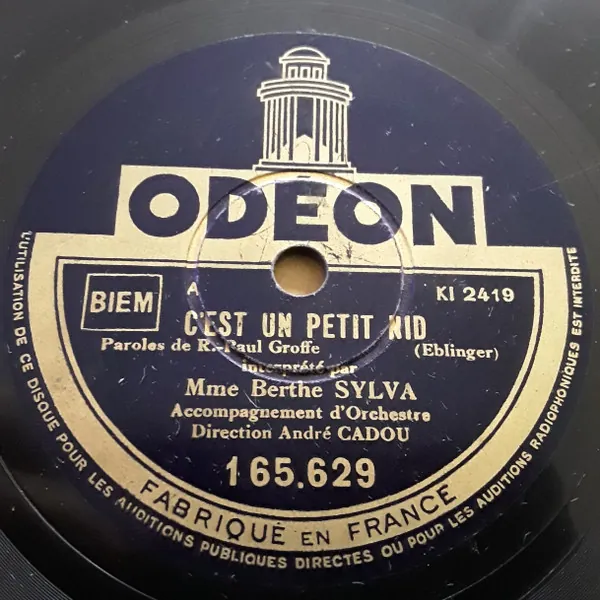 ODÉON
BIEM
A
KI 2419
C'EST UN PETIT NID
Paroles de R.-Paul Groffe
(Eblinger)
Interprété par
Mme Berthe SYLVA
Accompagnement d'Orchestre
Direction André CADOU
165.629
FABRIQUÉ EN FRANCE
L'UTILISATION DE CE DISQUE POUR LES AUDITIONS PUBLIQUES DIRECTES OU POUR LES AUDITIONS RADIOPHONIQUES EST INTERDITE